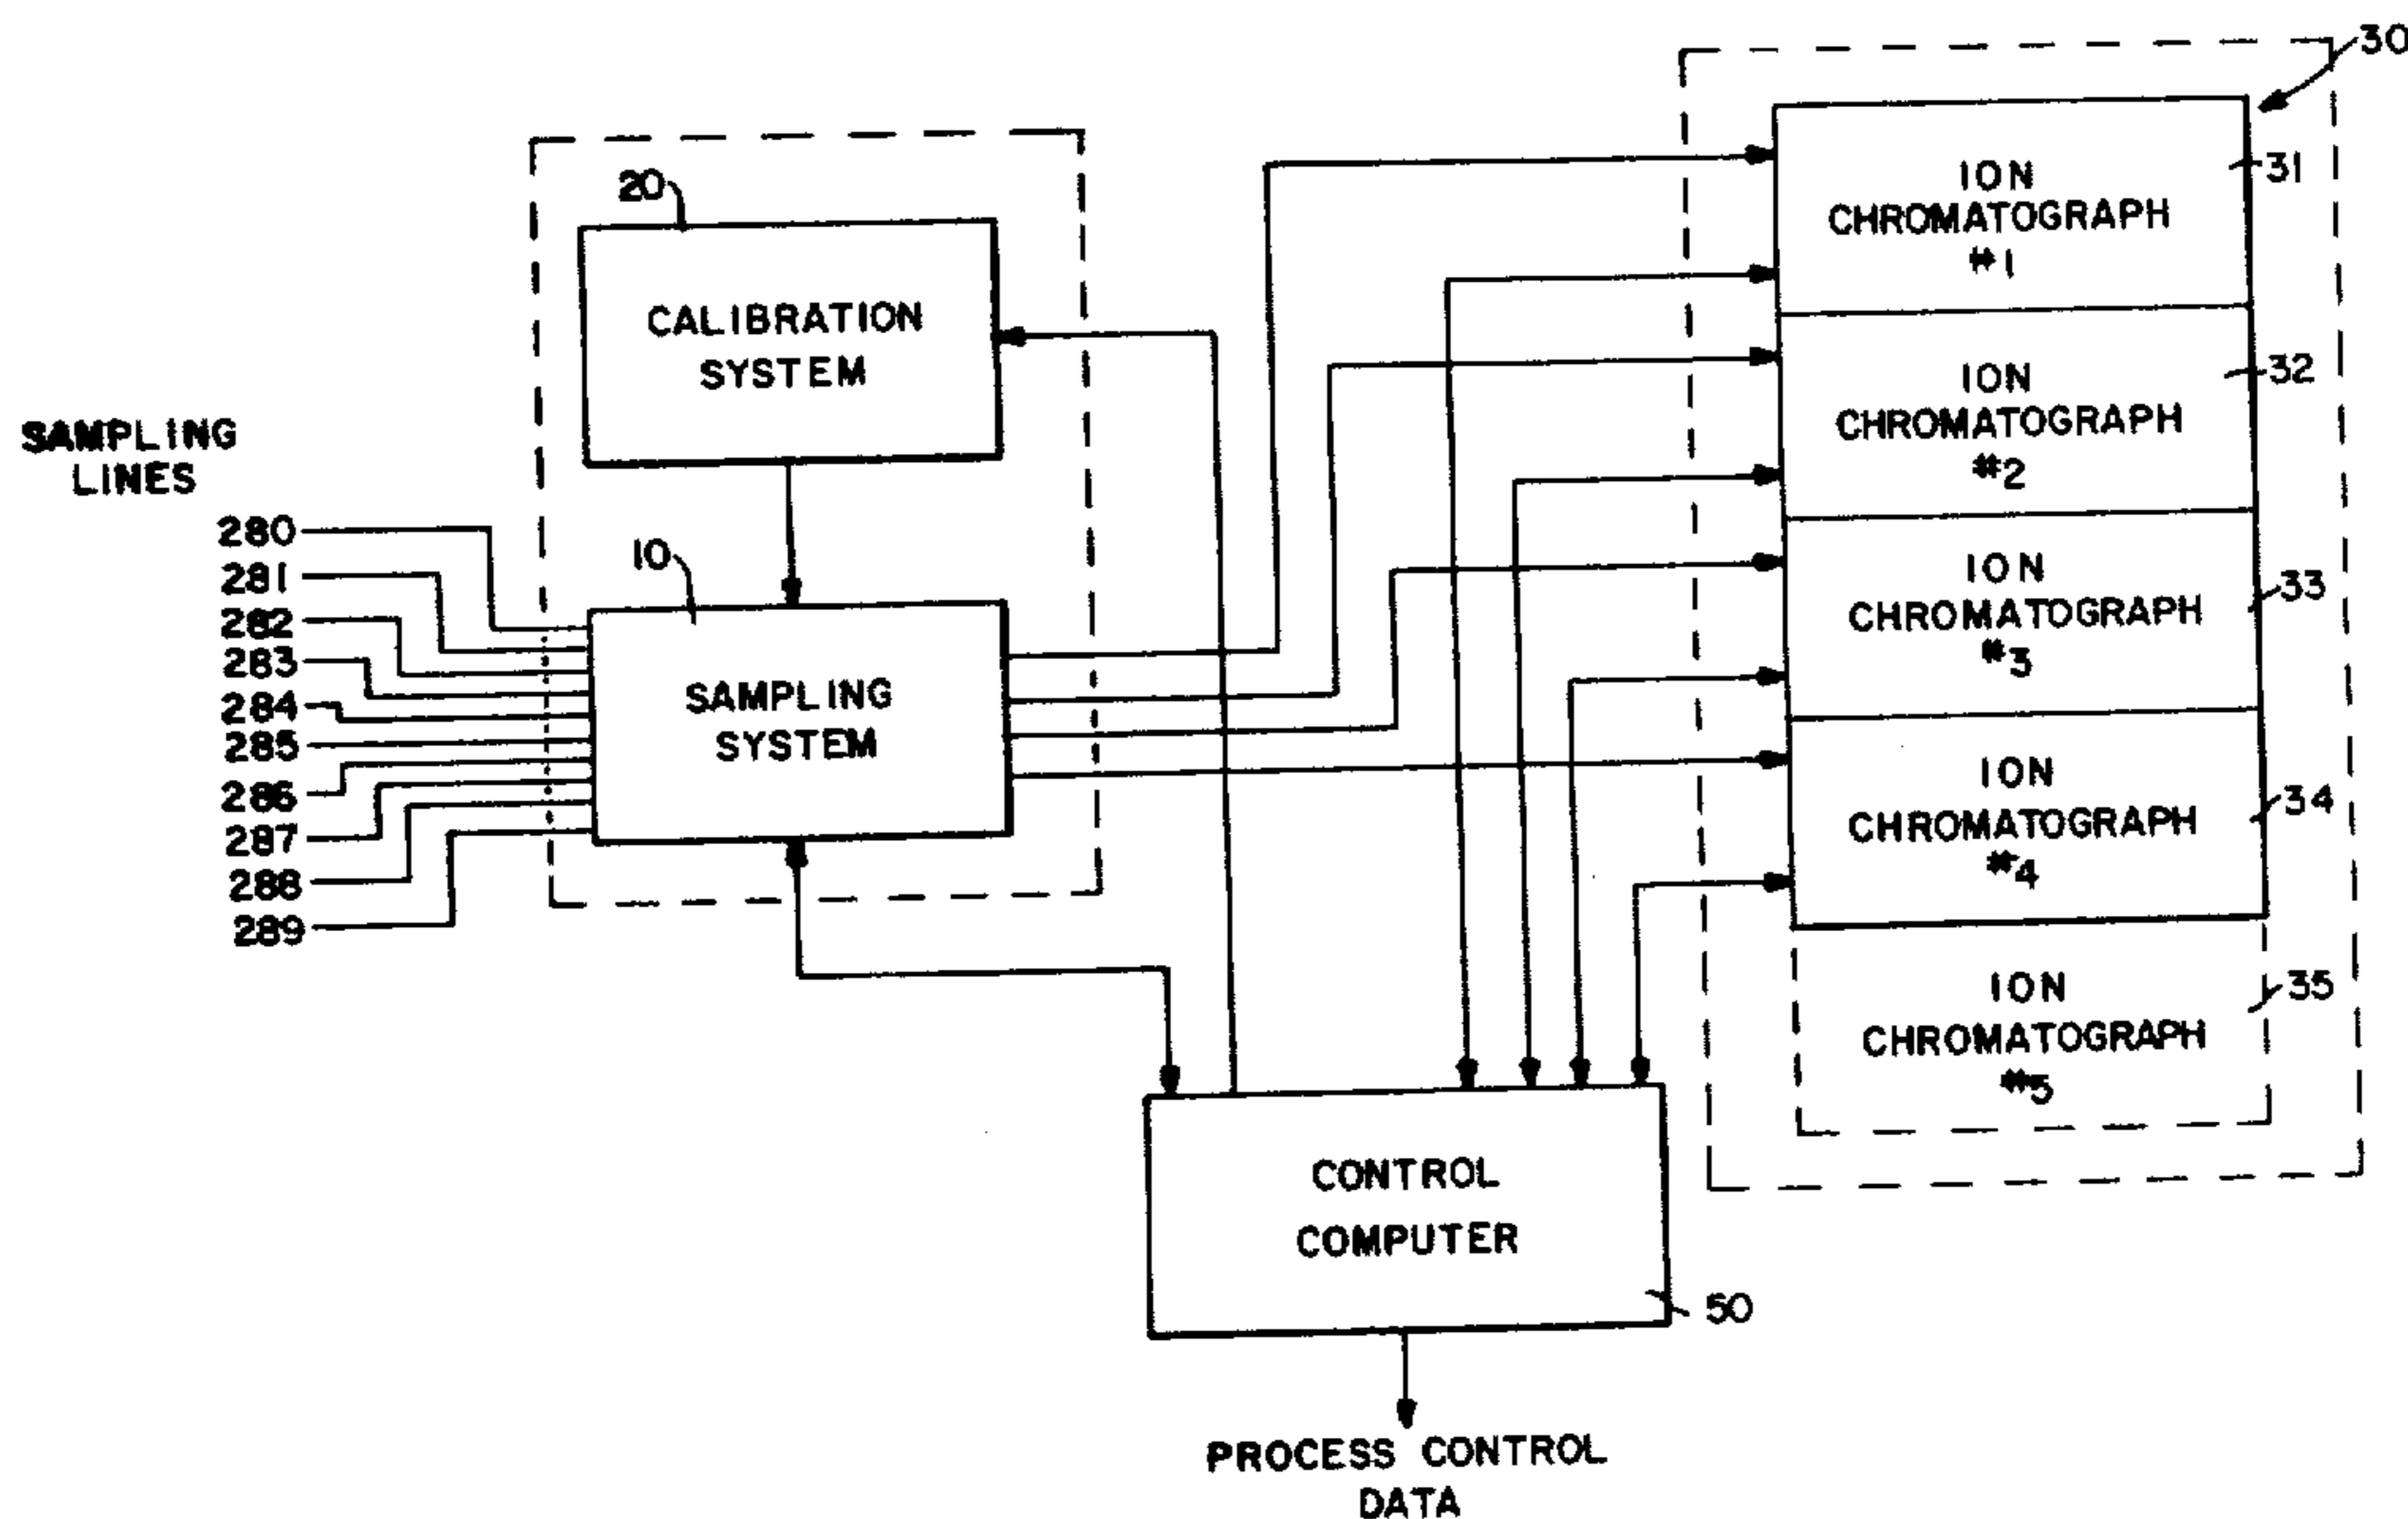 30
31
ION
CHROMATOGRAPH
#1
20
CALIBRATION
SYSTEM
32
ION
CHROMATOGRAPH
#2
SAMPLING
LINES
280
281
282
283
284
285
286
287
288
289
10
SAMPLING
SYSTEM
33
ION
CHROMATOGRAPH
#3
34
ION
CHROMATOGRAPH
#4
35
ION
CHROMATOGRAPH
#5
CONTROL
COMPUTER
50
PROCESS CONTROL
DATA